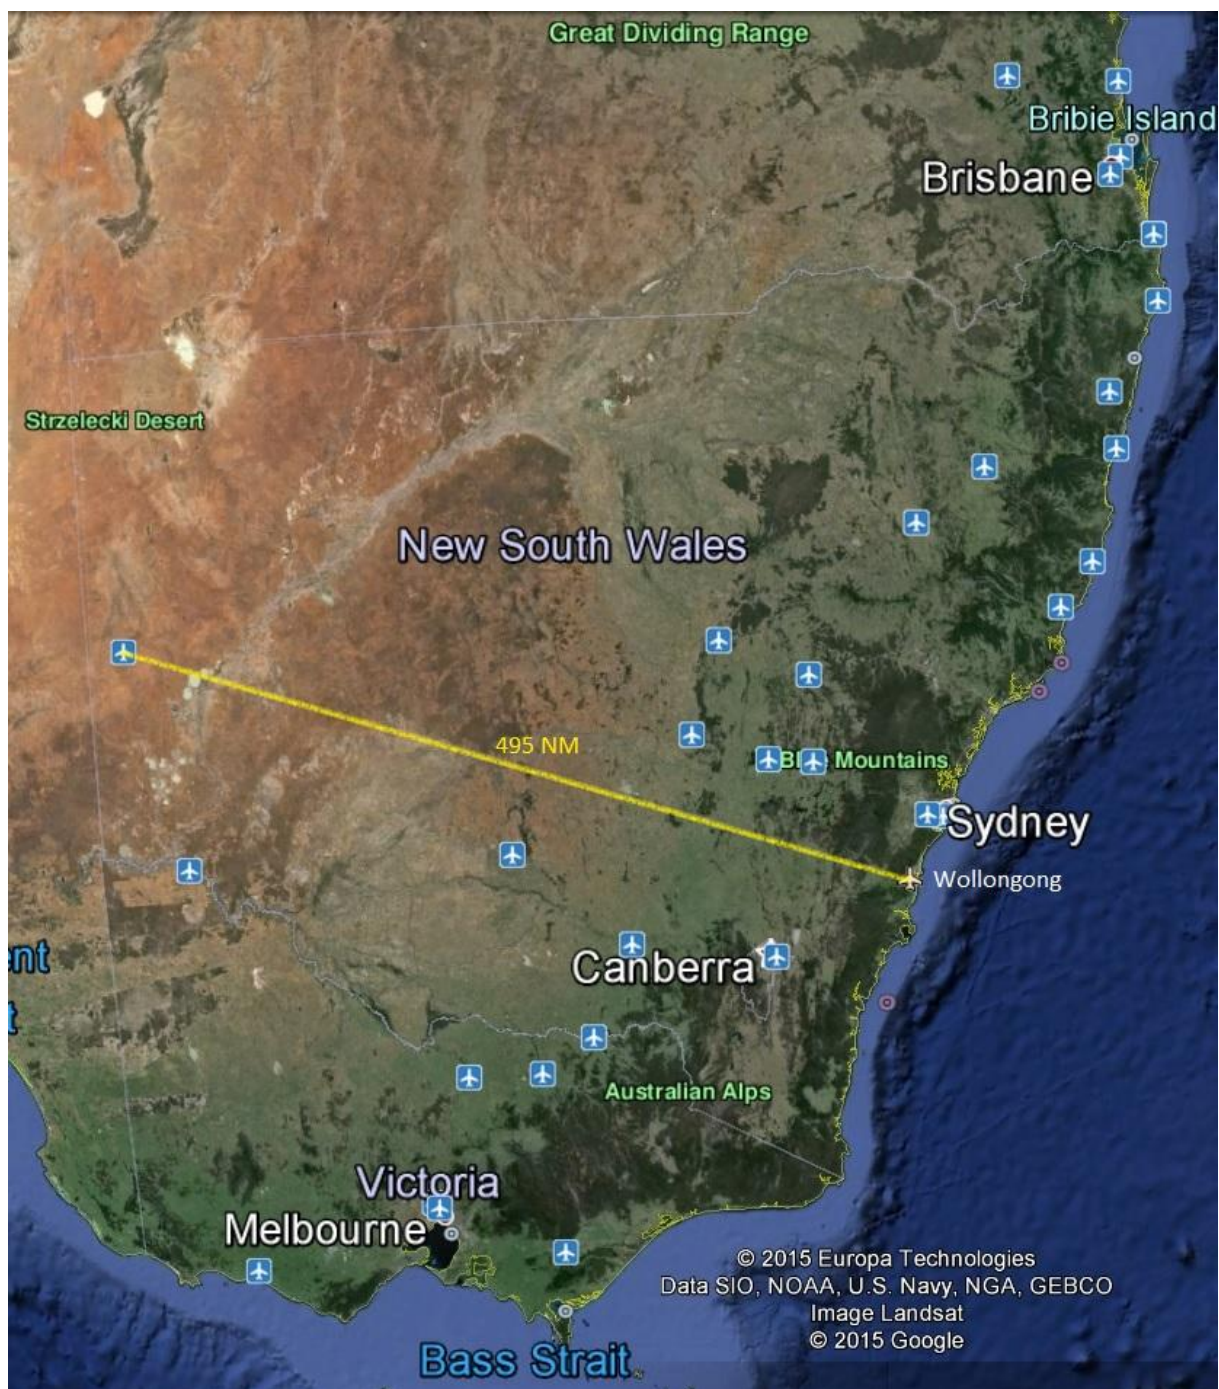 Great Dividing Range
Bribie Island
Brisbane
Strzelecki Desert
New South Wales
495 NM
Mountains
Sydney
Wollongong
Canberra
Australian Alps
Victoria
Melbourne
© 2015 Europa Technologies
Data SIO, NOAA, U.S. Navy, NGA, GEBCO
Image Landsat
© 2015 Google
Bass Strait